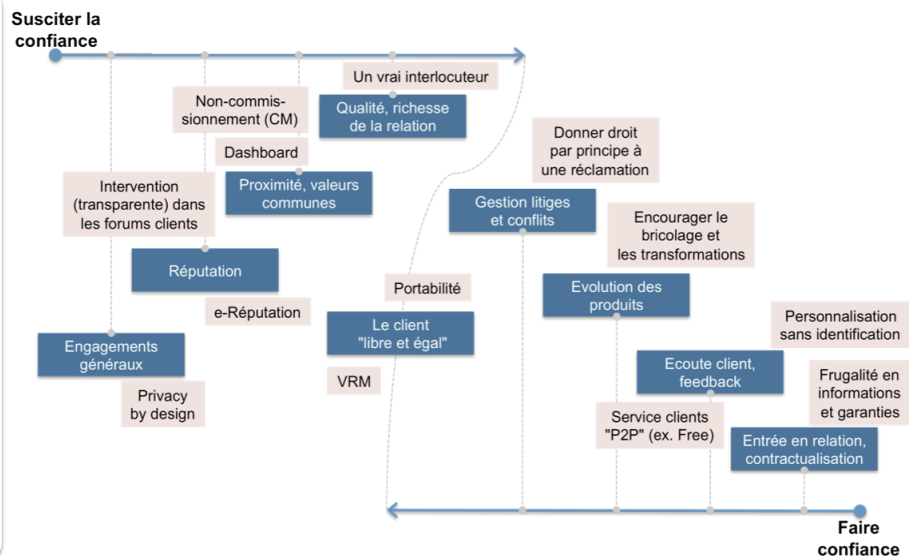 Susciter la
confiance
Un vrai interlocuteur
Qualité, richesse
de la relation
Non-commis-
sionnement (CM)
Dashboard
Proximité, valeurs
communes
Intervention
(transparente) dans
les forums clients
Réputation
e-Réputation
Engagements
généraux
Privacy
by design
Portabilité
Le client
"libre et égal"
VRM
Donner droit
par principe à
une réclamation
Gestion litiges
et conflits
Encourager le
bricolage et
les transformations
Evolution des
produits
Personnalisation
sans identification
Ecoute client,
feedback
Frugalité en
informations
et garanties
Service clients
"P2P" (ex. Free)
Entrée en relation,
contractualisation
Faire
confiance